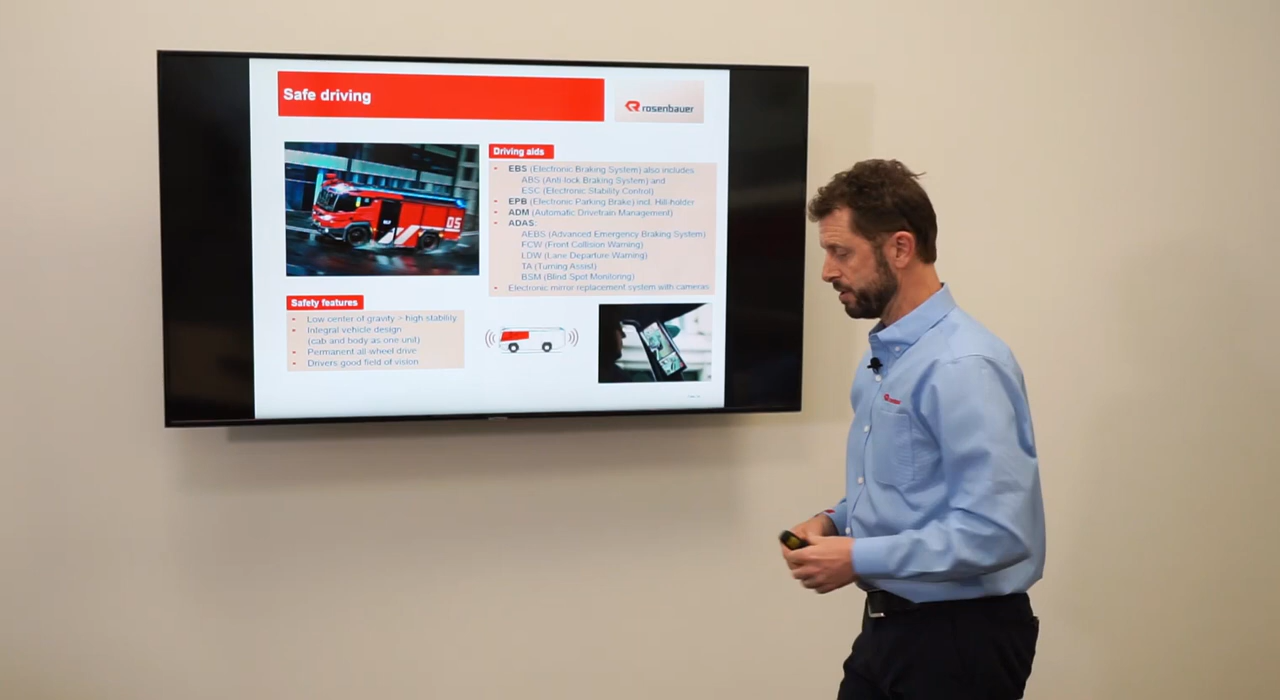 Safe driving
rosenbauer
Driving aids
- EBS (Electronic Braking System) also includes
ABS (Anti-lock Braking System) and
ESC (Electronic Stability Control)
- EPB (Electronic Parking Brake) incl. Hill-holder
- ADM (Automatic Drivetrain Management)
- ADAS:
AEBS (Advanced Emergency Braking System)
FCW (Front Collision Warning)
LDW (Lane Departure Warning)
TA (Turning Assist)
BSM (Blind Spot Monitoring)
- Electronic mirror replacement system with cameras
DS
Safety features
- Low center of gravity > high stability
- Integral vehicle design
(cab and body as one unit)
- Permanent all-wheel drive
- Drivers good field of vision